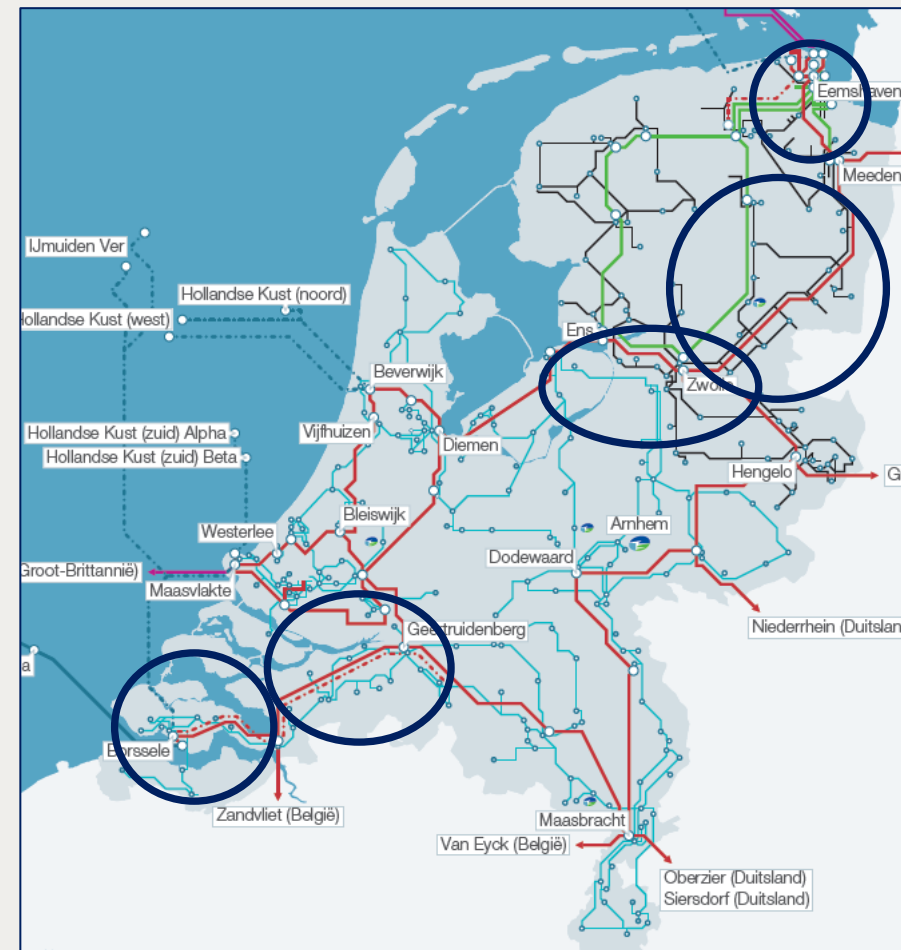 Eemshaven
Meeden
IJmuiden Ver
Hollandse Kust (noord)
Hollandse Kust (west)
Ens
Zwolle
Beverwijk
Vijfhuizen
Diemen
Hollandse Kust (zuid) Alpha
Hollandse Kust (zuid) Beta
Hengelo
G
Bleiswijk
Westerlee
Arnhem
Dodewaard
Groot-Brittannië)
Maasvlakte
Geertruidenberg
Niederrhein (Duitslan
a
Borssele
Zandvliet (België)
Maasbracht
Van Eyck (België)
Oberzier (Duitsland)
Siersdorf (Duitsland)